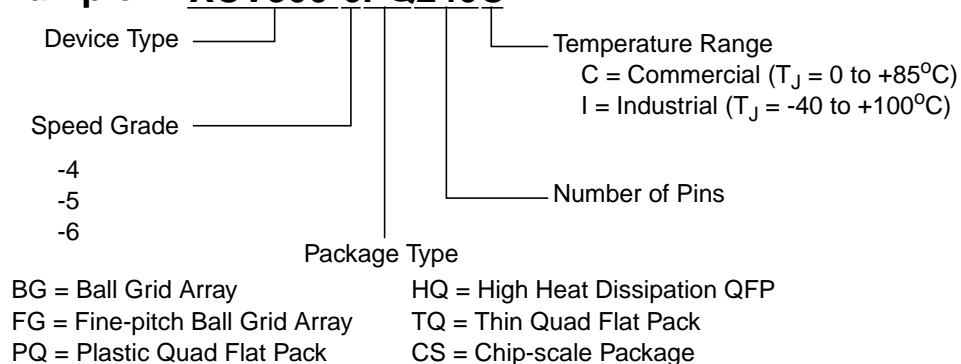 Device Type
Temperature Range
C = Commercial (TJ = 0 to +85oC)
I = Industrial (TJ = -40 to +100oC)
Speed Grade
-4
-5
-6
Number of Pins
Package Type
BG = Ball Grid Array
HQ = High Heat Dissipation QFP
FG = Fine-pitch Ball Grid Array
TQ = Thin Quad Flat Pack
PQ = Plastic Quad Flat Pack
CS = Chip-scale Package